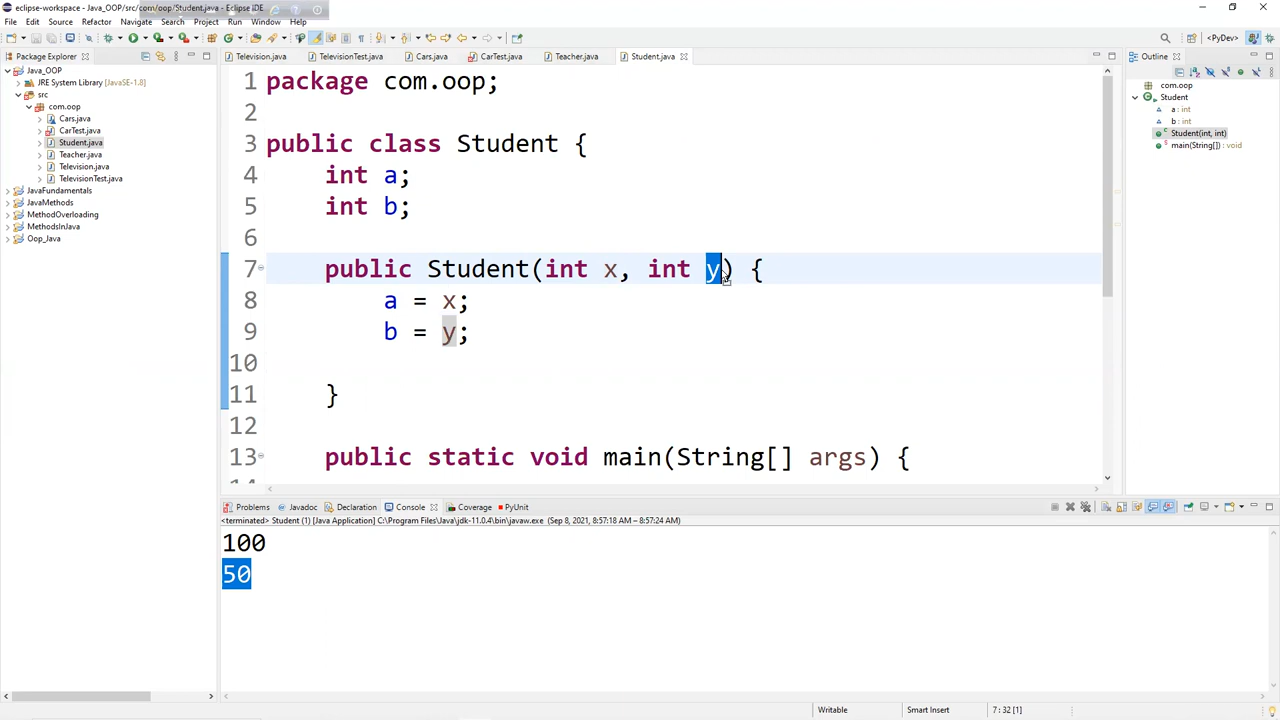 eclipse-workspace - Java_OOP/src/com/oop/Student.java - Eclipse IDE
File Edit Source Refactor Navigate Search Project Run Window Help
<PyDev>
Package Explorer
Television.java TelevisionTest.java Cars.java CarTest.java Teacher.java Student.java
Outline
Java_OOP
JRE System Library [JavaSE-1.8]
src
com.oop
Cars.java
CarTest.java
Student.java
Teacher.java
Television.java
TelevisionTest.java
JavaFundamentals
JavaMethods
MethodOverloading
MethodsInJava
Oop_Java
1 package com.oop;
2
3 public class Student {
4 int a;
5 int b;
6
7 public Student(int x, int y) {
8 a = x;
9 b = y;
10
11 }
12
13 public static void main(String[] args) {
com.oop
Student
a : int
b : int
Student(int, int)
main(String[]) : void
Problems Javadoc Declaration Console Coverage PyUnit
<terminated> Student (1) [Java Application] C:\Program Files\Java\jdk-11.0.4\bin\javaw.exe (Sep 8, 2021, 8:57:18 AM – 8:57:24 AM)
100
50
Writable Smart Insert 7 : 32 [1]